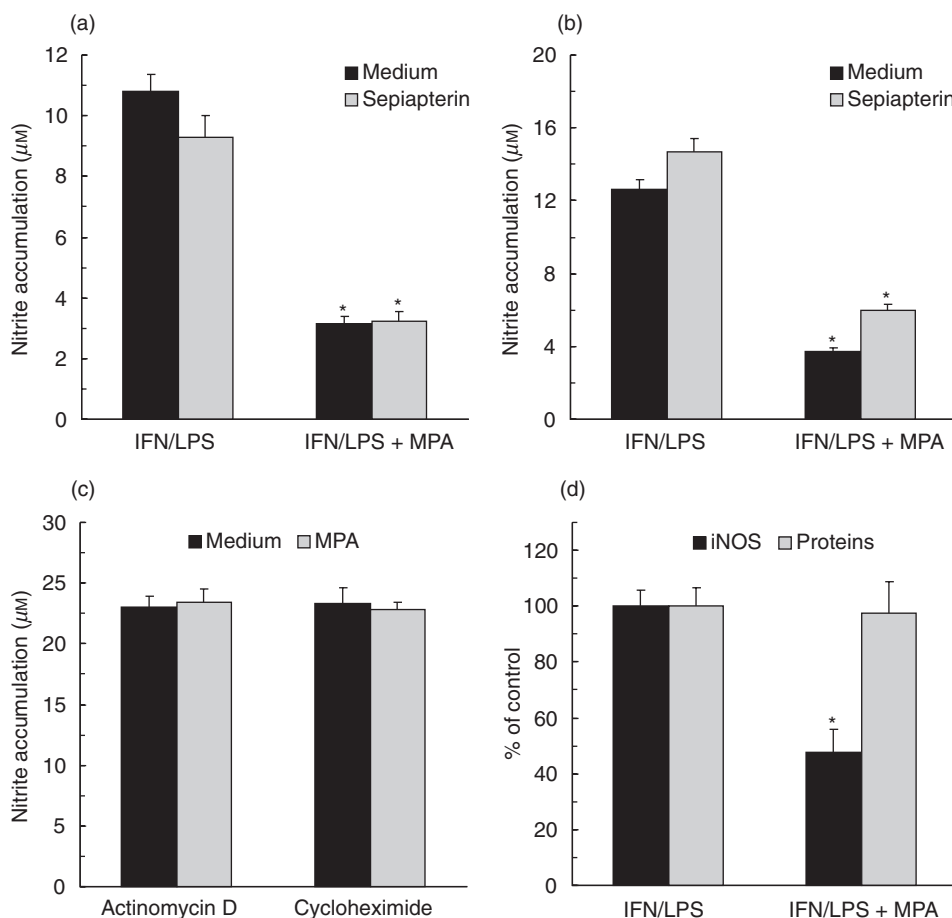 (a)
12
10
8
6
4
2
0
Nitrite accumulation (µM)
Medium
Sepiapterin
*
*
IFN/LPS
IFN/LPS + MPA
(b)
20
16
12
8
4
0
Nitrite accumulation (µM)
Medium
Sepiapterin
*
*
IFN/LPS
IFN/LPS + MPA
(c)
30
25
20
15
10
5
0
Nitrite accumulation (µM)
Medium MPA
Actinomycin D
Cycloheximide
(d)
120
100
80
60
40
20
0
% of control
iNOS Proteins
*
IFN/LPS
IFN/LPS + MPA